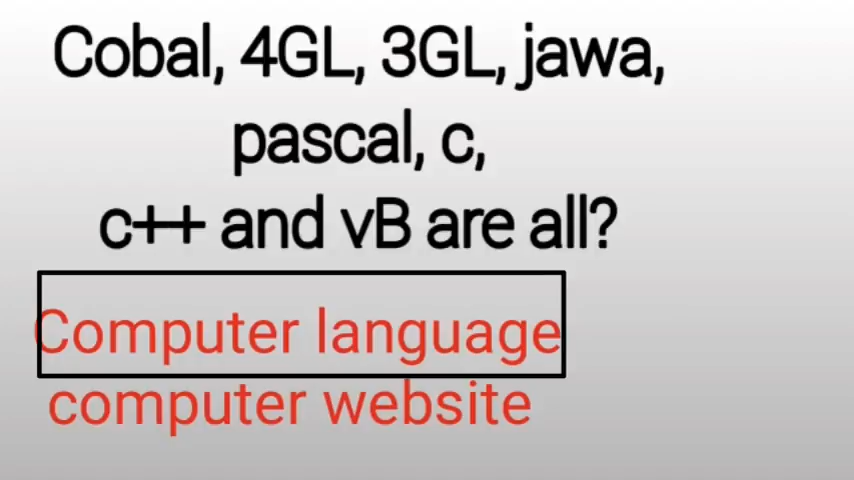 Cobal, 4GL, 3GL, jawa,
pascal, c,
c++ and vB are all?
Computer language
computer website